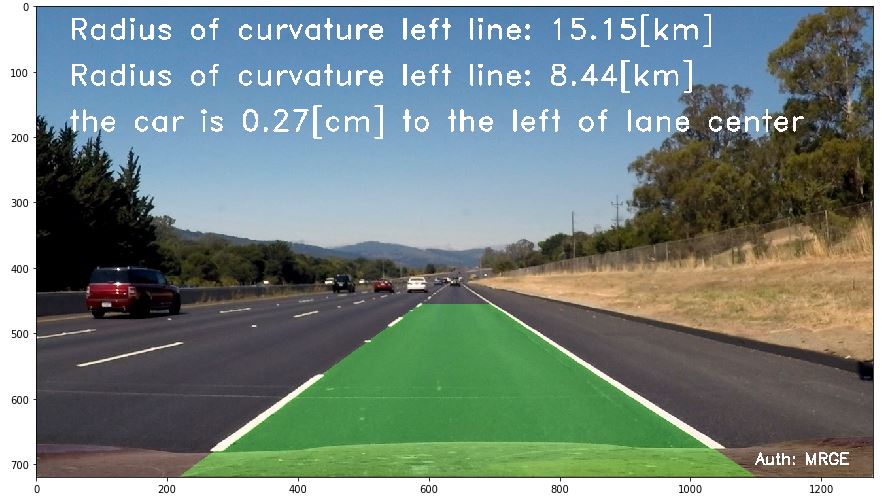 0
Radius of curvature left line: 15.15[km]
100
Radius of curvature left line: 8.44[km]
the car is 0.27[cm] to the left of lane center
200
300
400
500
600
Auth: MRGE
700
0 200 400 600 800 1000 1200